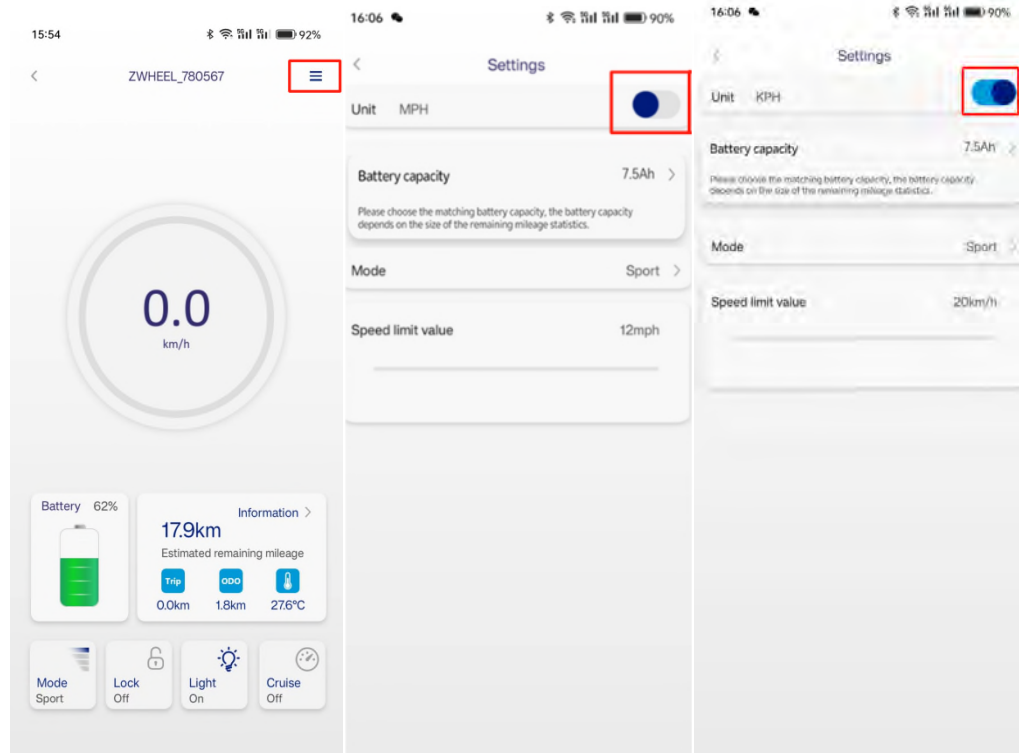 15:54
92%
ZWHEEL_780567
0.0
km/h
Battery 62%
Information >
17.9km
Estimated remaining mileage
Trip ODO
0.0km 1.8km 27.6°C
Mode
Sport
Lock
Off
Light
On
Cruise
Off
16:06
90%
Settings
Unit MPH
Battery capacity 7.5Ah >
Please choose the matching battery capacity, the battery capacity
depends on the size of the remaining mileage statistics.
Mode Sport >
Speed limit value 12mph
16:06
90%
Settings
Unit KPH
Battery capacity 7.5Ah >
Please choose the matching battery capacity, the battery capacity
depends on the size of the remaining mileage statistics.
Mode Sport >
Speed limit value 20km/h